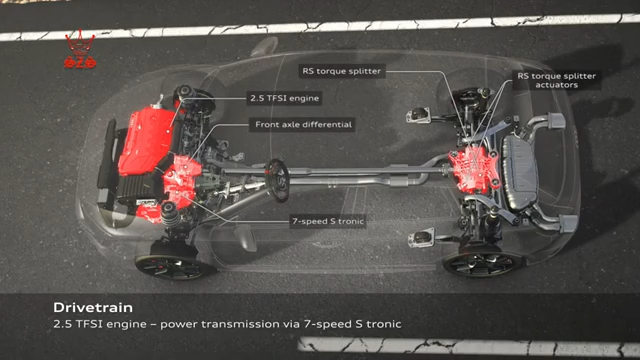 eze
RS torque splitter
RS torque splitter
actuators
2.5 TFSI engine
Front axle differential
7-speed S tronic
Drivetrain
2.5 TFSI engine – power transmission via 7-speed S tronic